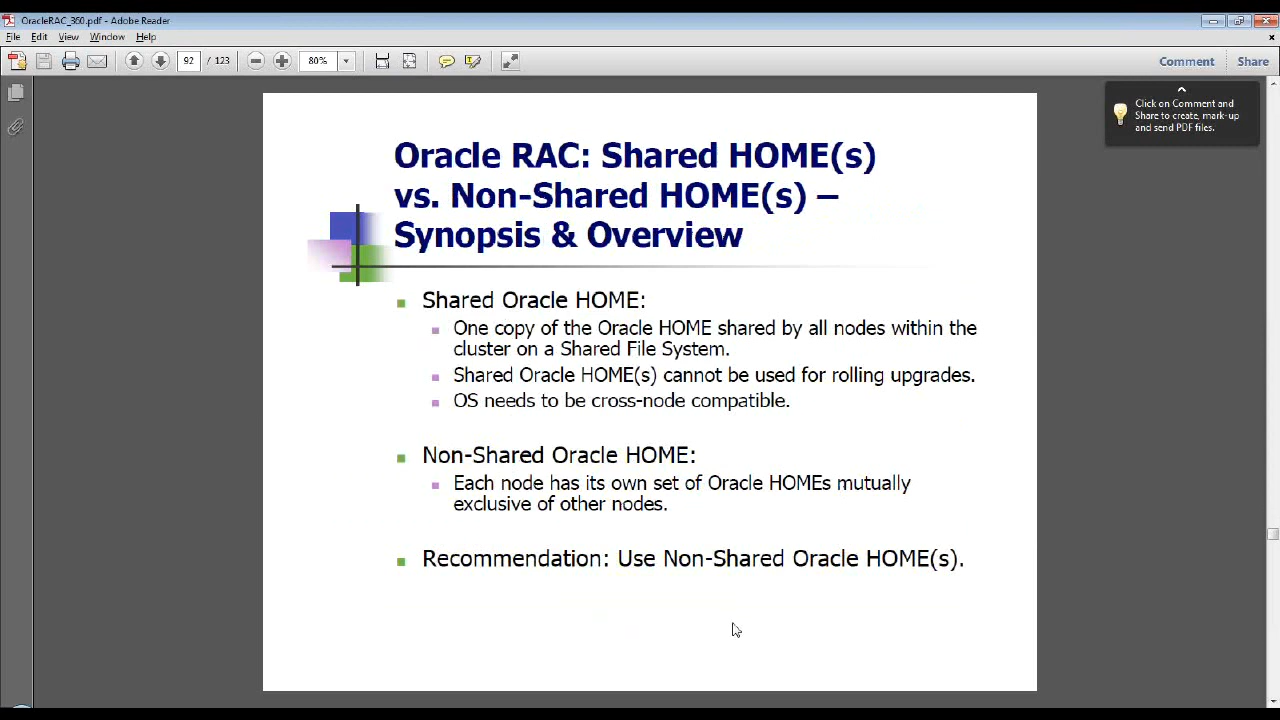 OracleRAC_360.pdf - Adobe Reader
File Edit View Window Help
92 / 123 80% Comment Share
Click on Comment and
Share to create, mark-up
and send PDF files.
Oracle RAC: Shared HOME(s)
vs. Non-Shared HOME(s) –
Synopsis & Overview
Shared Oracle HOME:
One copy of the Oracle HOME shared by all nodes within the
cluster on a Shared File System.
Shared Oracle HOME(s) cannot be used for rolling upgrades.
OS needs to be cross-node compatible.
Non-Shared Oracle HOME:
Each node has its own set of Oracle HOMEs mutually
exclusive of other nodes.
Recommendation: Use Non-Shared Oracle HOME(s).